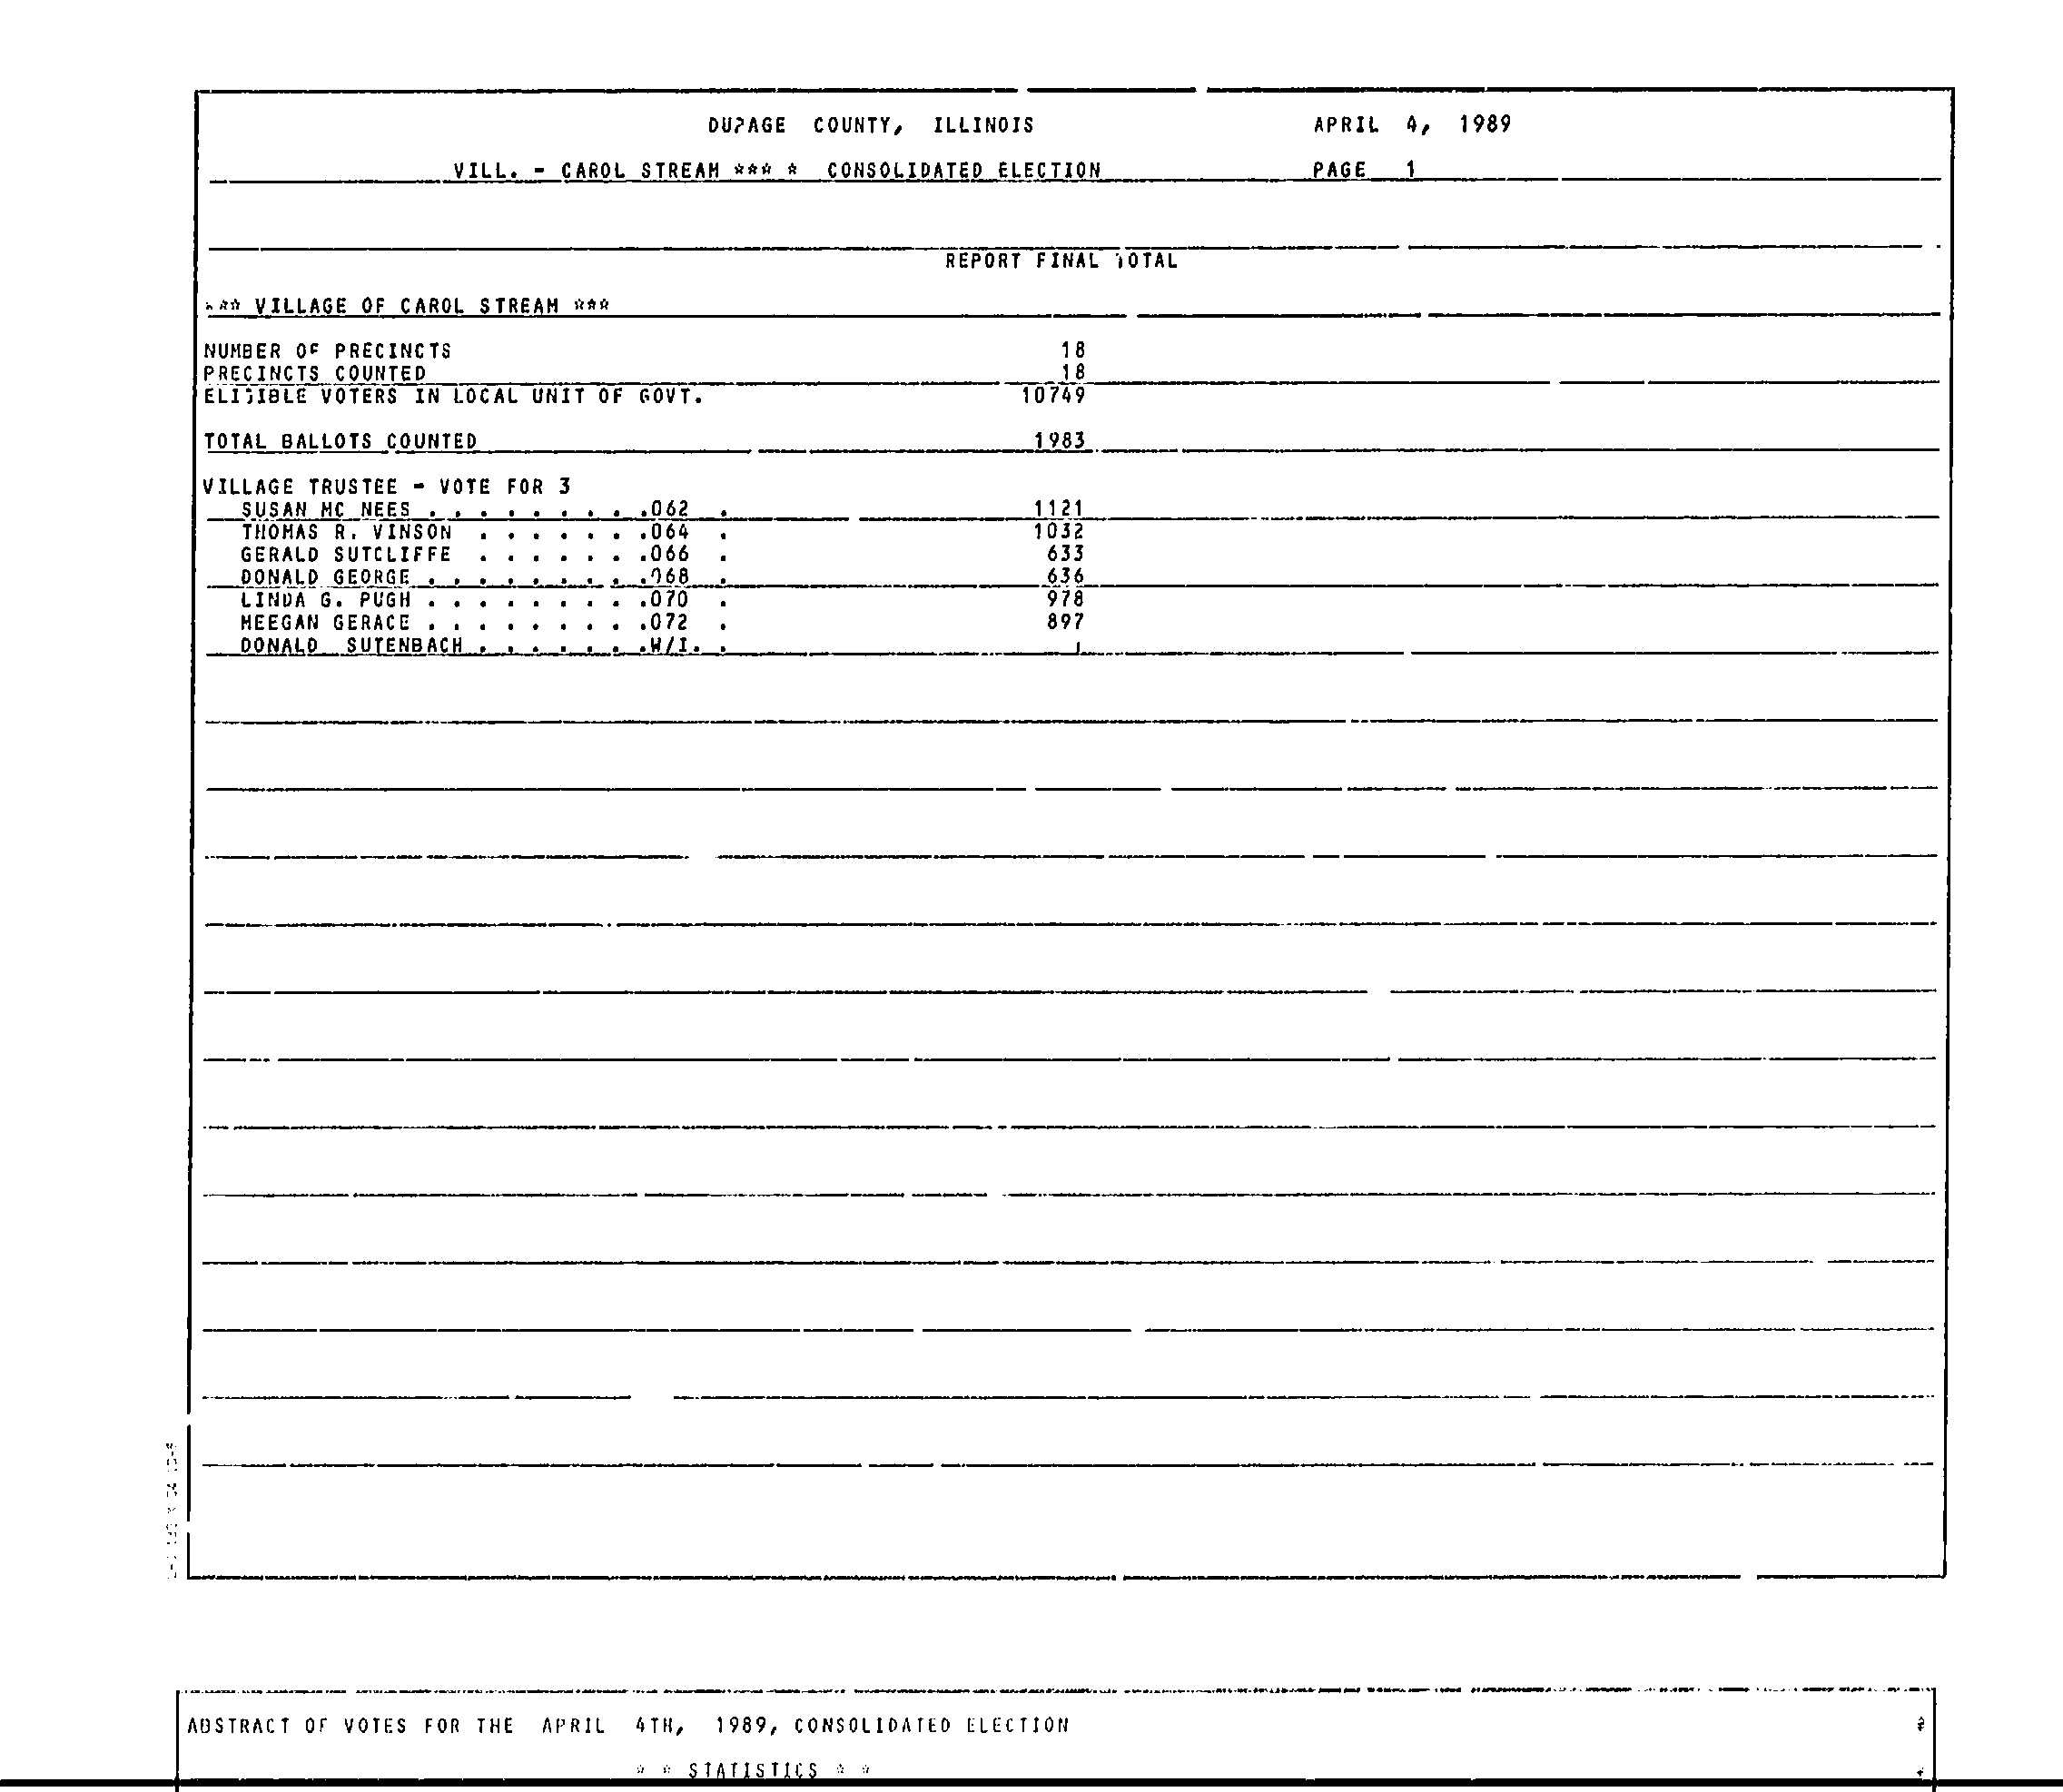 DUPAGE COUNTY, ILLINOIS APRIL 4, 1989
VILL. - CAROL STREAM *** * CONSOLIDATED ELECTION PAGE 1
REPORT FINAL TOTAL
*** VILLAGE OF CAROL STREAM ***
NUMBER OF PRECINCTS 18
PRECINCTS COUNTED 18
ELIGIBLE VOTERS IN LOCAL UNIT OF GOVT. 10749
TOTAL BALLOTS COUNTED 1983
VILLAGE TRUSTEE - VOTE FOR 3
SUSAN MC NEES . . . . . . . . .062 . 1121
THOMAS R. VINSON . . . . . . .064 . 1032
GERALD SUTCLIFFE . . . . . . .066 . 633
DONALD GEORGE . . . . . . . . .068 . 636
LINDA G. PUGH . . . . . . . . .070 . 978
MEEGAN GERACE . . . . . . . . .072 . 897
DONALD SUTENBACH . . . . . . .W/I. .
ABSTRACT OF VOTES FOR THE APRIL 4TH, 1989, CONSOLIDATED ELECTION
* * STATISTICS * *